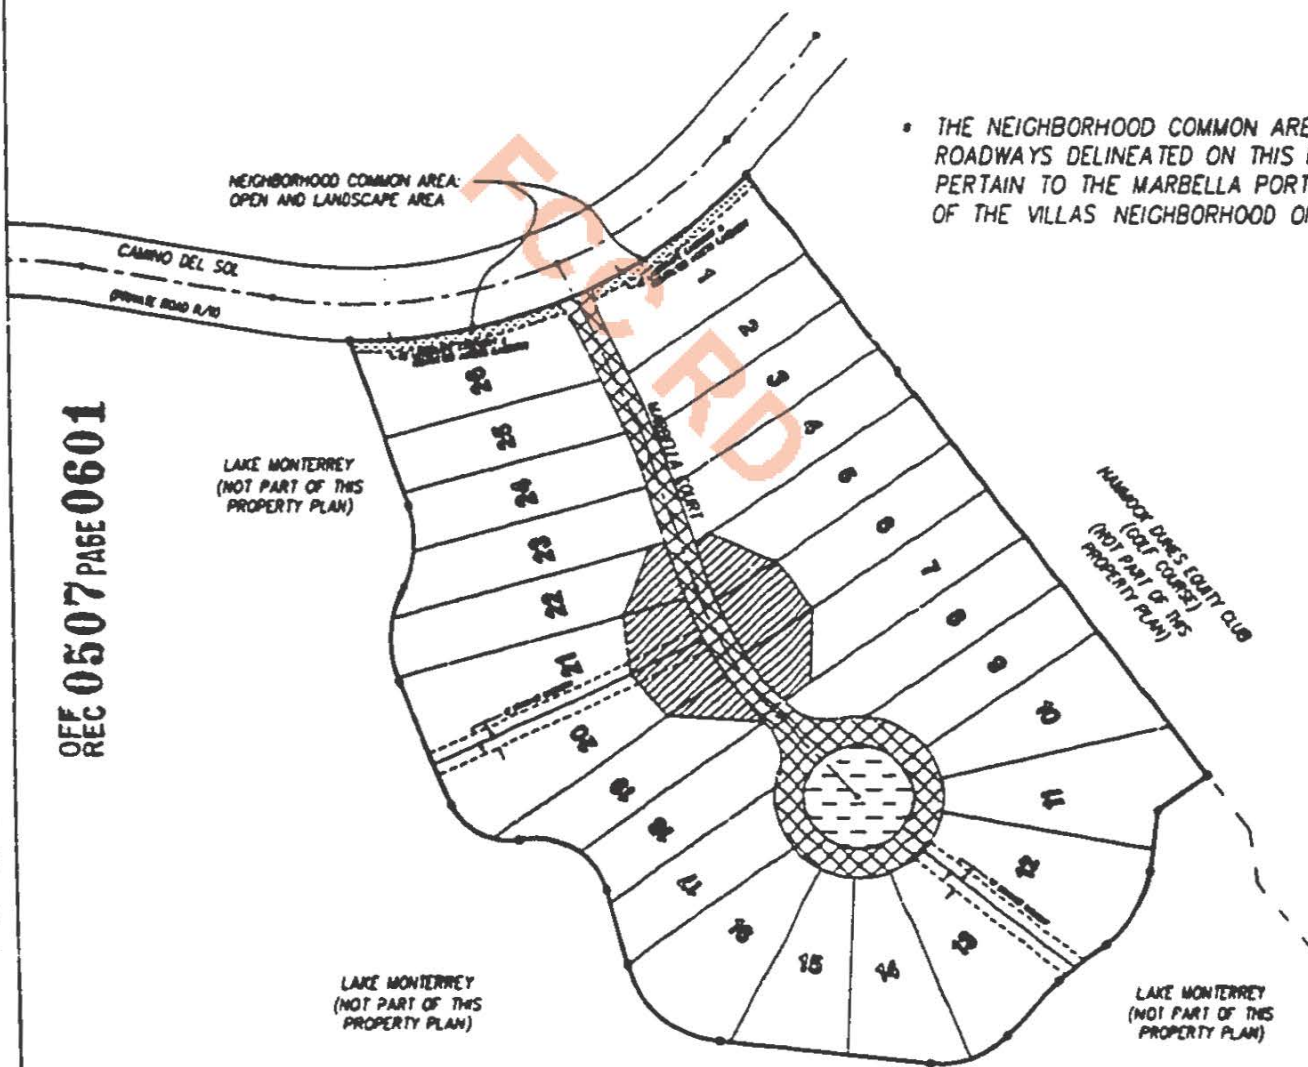 NEIGHBORHOOD COMMON AREA:
OPEN AND LANDSCAPE AREA
• THE NEIGHBORHOOD COMMON ARE
ROADWAYS DELINEATED ON THIS
PERTAIN TO THE MARBELLA PORT
OF THE VILLAS NEIGHBORHOOD O
FCC RD
CAMINO DEL SOL
(PRIVATE ROAD R/W)
MARBELLA COURT
1
2
3
4
5
6
7
8
9
10
11
12
13
14
15
16
17
18
19
20
21
22
23
24
25
26
OFF
REC 0507 PAGE 0601
LAKE MONTERREY
(NOT PART OF THIS
PROPERTY PLAN)
HAMMOCK DUNES EQUITY CLUB
(GOLF COURSE)
(NOT PART OF THIS
PROPERTY PLAN)
LAKE MONTERREY
(NOT PART OF THIS
PROPERTY PLAN)
LAKE MONTERREY
(NOT PART OF THIS
PROPERTY PLAN)